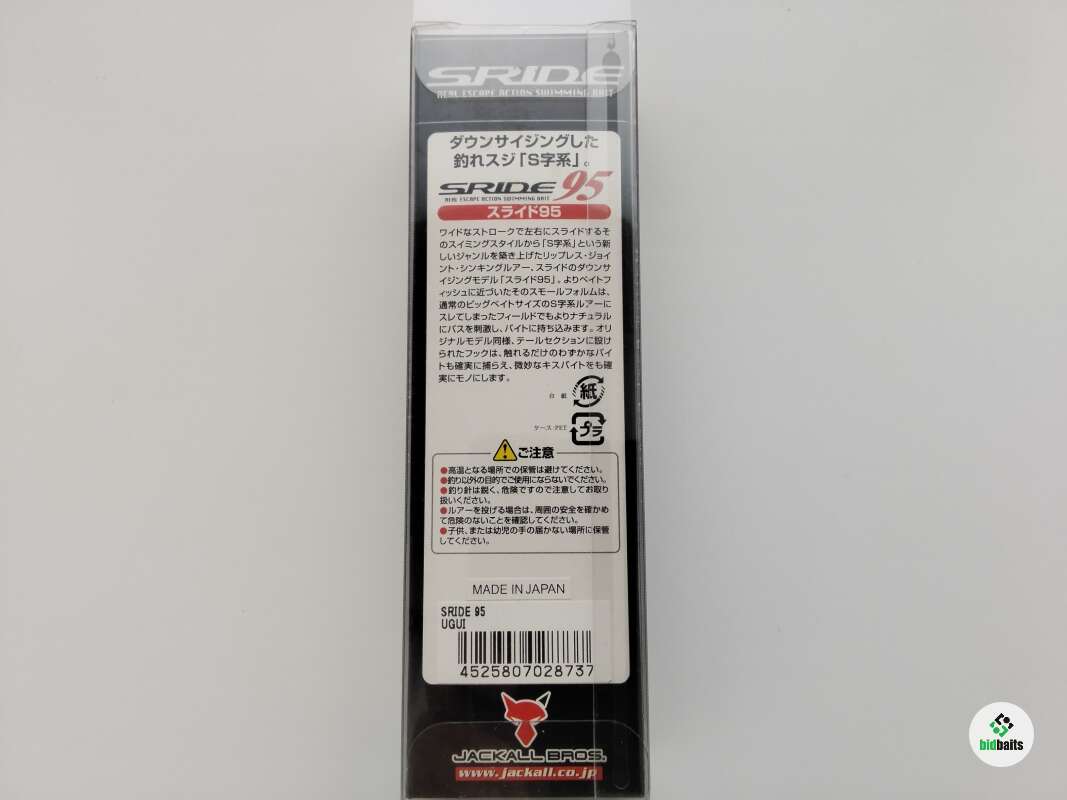 SRIDE
REAL ESCAPE ACTION SWIMMING BAIT
ダウンサイジングした
釣れスジ「S字系」。
SRIDE 95
REAL ESCAPE ACTION SWIMMING BAIT
スライド95
ワイドなストロークで左右にスライドするそ
のスイミングスタイルから「S字系」という新
しいジャンルを築き上げたリップレス・ジョイ
ント・シンキングルアー、スライドのダウンサ
イジングモデル「スライド95」。よりベイトフ
ィッシュに近づいたそのスモールフォルムは、
通常のビッグベイトサイズのS字系ルアーに
スレてしまったフィールドでもよりナチュラル
にバスを刺激し、バイトに持ち込みます。オリ
ジナルモデル同様、テールセクションに設け
られたフックは、触れるだけのわずかなバイ
トも確実に捕らえ、微妙なキスバイトをも確
実にモノにします。
台紙
紙
ケース:PET
プラ
ご注意
●高温となる場所での保管は避けてください。
●釣り以外の目的でご使用にならないでください。
●釣り針は鋭く、危険ですので注意してお取り
扱いください。
●ルアーを投げる場合は、周囲の安全を確かめ
て危険のないことを確認してください。
●子供、または幼児の手の届かない場所に保管
してください。
MADE IN JAPAN
SRIDE 95
UGUI
4525807028737
JACKALL BROS.
www.jackall.co.jp
bidbaits